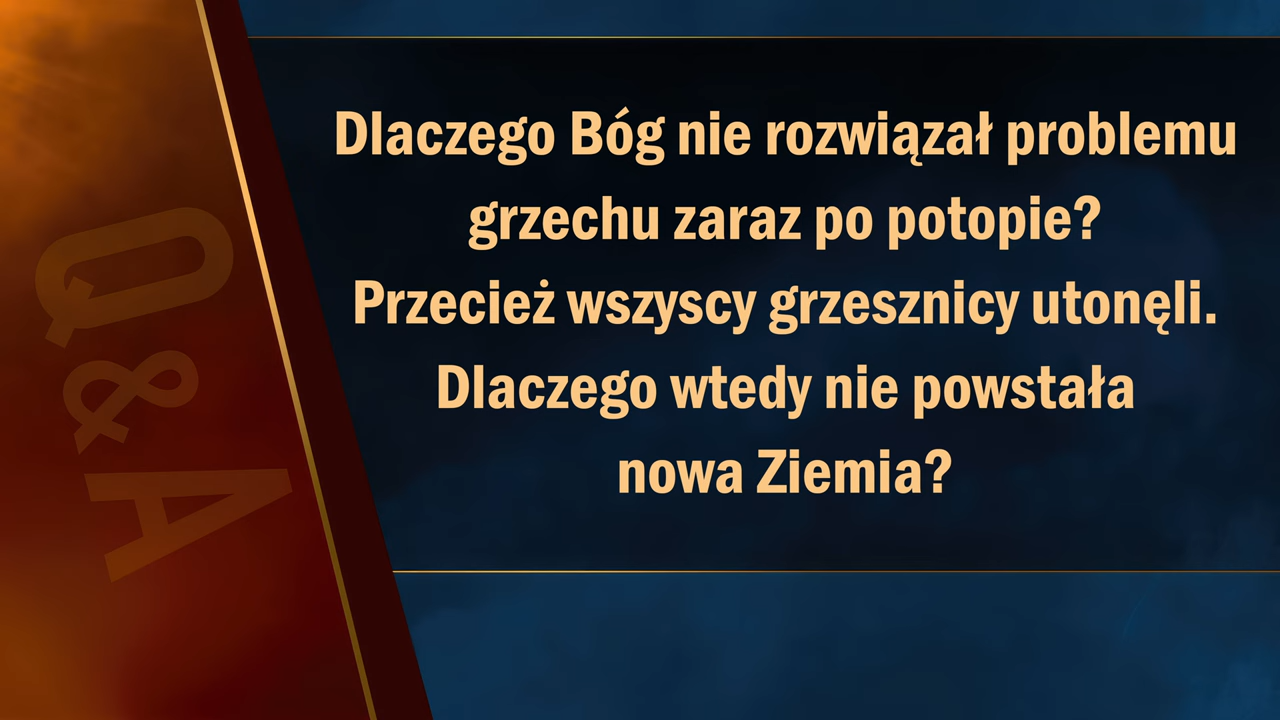 Q&A
Dlaczego Bóg nie rozwiązał problemu
grzechu zaraz po potopie?
Przecież wszyscy grzesznicy utonęli.
Dlaczego wtedy nie powstała
nowa Ziemia?